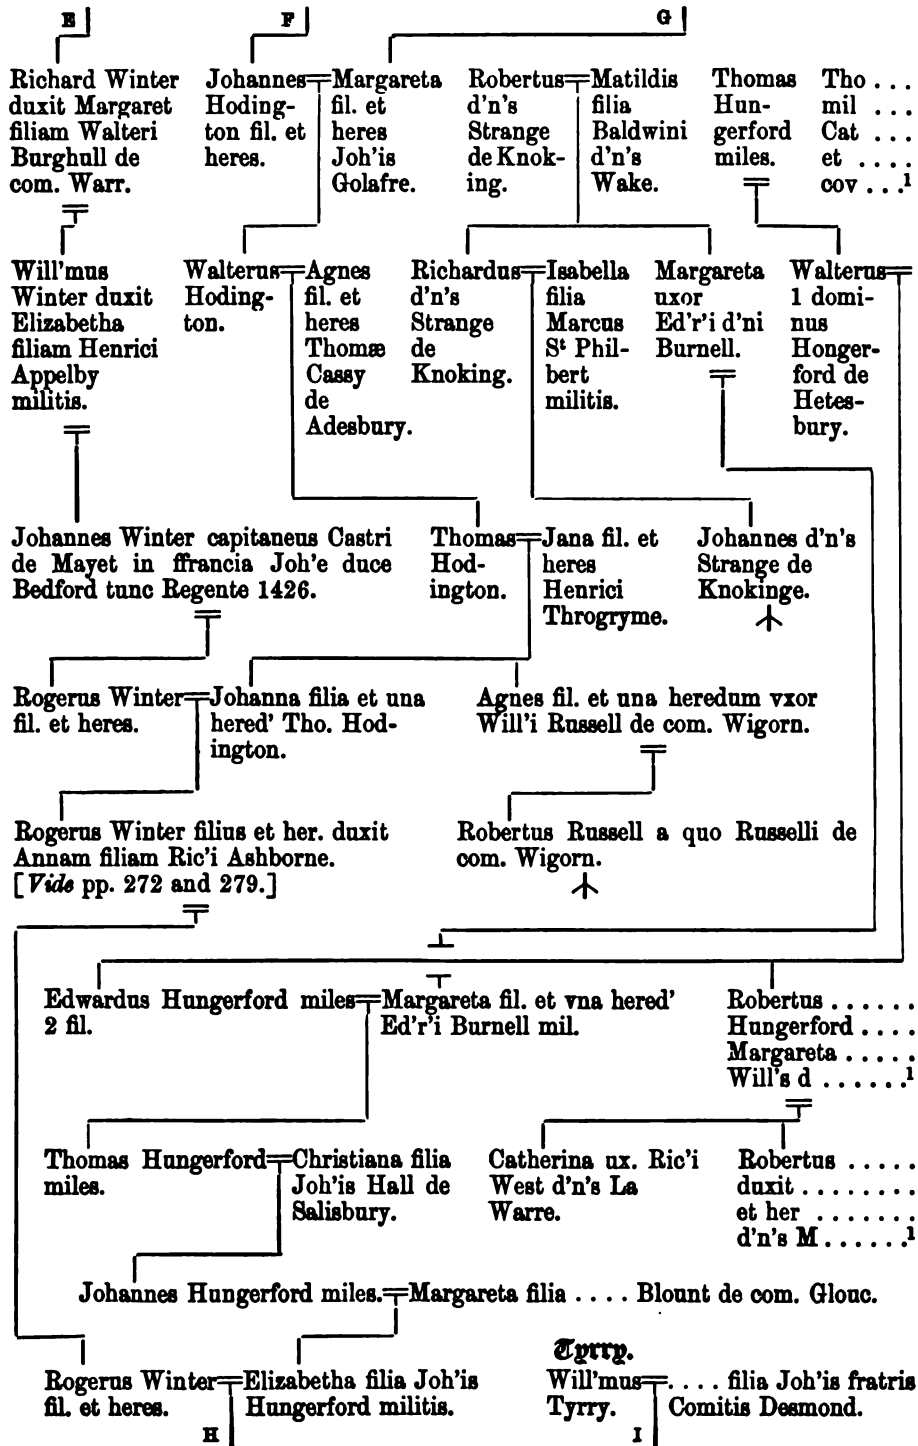 E
F
G
Richard Winter
duxit Margaret
filiam Walteri
Burghull de
com. Warr.
Johannes
Hoding-
ton fil. et
heres.
Margareta
fil. et
heres
Joh'is
Golafre.
Robertus
d'n's
Strange
de Knok-
ing.
Matildis
filia
Baldwini
d'n's
Wake.
Thomas
Hun-
gerford
miles.
Tho ...
mil ...
Cat ...
et ....
cov ...¹
Will'mus
Winter duxit
Elizabetha
filiam Henrici
Appelby
militis.
Walterus
Hoding-
ton.
Agnes
fil. et
heres
Thomæ
Cassy
de
Adesbury.
Richardus
d'n's
Strange
de
Knoking.
Isabella
filia
Marcus
Sᵗ Phil-
bert
militis.
Margareta
uxor
Ed'r'i d'ni
Burnell.
Walterus
1 domi-
nus
Honger-
ford de
Hetes-
bury.
Johannes Winter capitaneus Castri
de Mayet in ffrancia Joh'e duce
Bedford tunc Regente 1426.
Thomas
Hod-
ington.
Jana fil. et
heres
Henrici
Throgryme.
Johannes d'n's
Strange de
Knokinge.
Rogerus Winter
fil. et heres.
Johanna filia et una
hered' Tho. Hod-
ington.
Agnes fil. et una heredum vxor
Will'i Russell de com. Wigorn.
Rogerus Winter filius et her. duxit
Annam filiam Ric'i Ashborne.
[Vide pp. 272 and 279.]
Robertus Russell a quo Russelli de
com. Wigorn.
Edwardus Hungerford miles
2 fil.
Margareta fil. et vna hered'
Ed'r'i Burnell mil.
Robertus ......
Hungerford ....
Margareta .....
Will's d ......¹
Thomas Hungerford
miles.
Christiana filia
Joh'is Hall de
Salisbury.
Catherina ux. Ric'i
West d'n's La
Warre.
Robertus .....
duxit ........
et her .......
d'n's M......¹
Johannes Hungerford miles.
Margareta filia .... Blount de com. Glouc.
Rogerus Winter
fil. et heres.
Elizabetha filia Joh'is
Hungerford militis.
H
Tyrry.
Will'mus
Tyrry.
.... filia Joh'is fratris
Comitis Desmond.
I